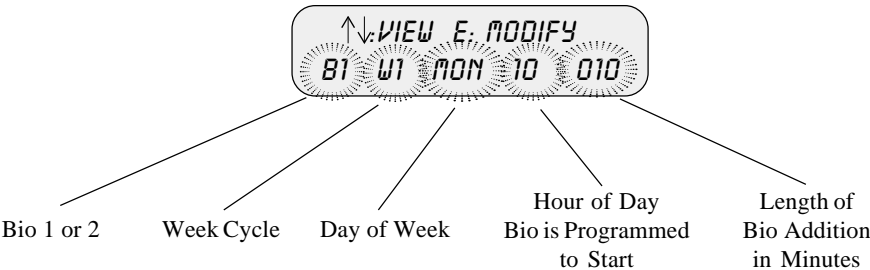 ↑↓:VIEW E: MODIFY
B1 W1 MON 10 010
Bio 1 or 2
Week Cycle
Day of Week
Hour of Day
Bio is Programmed
to Start
Length of
Bio Addition
in Minutes